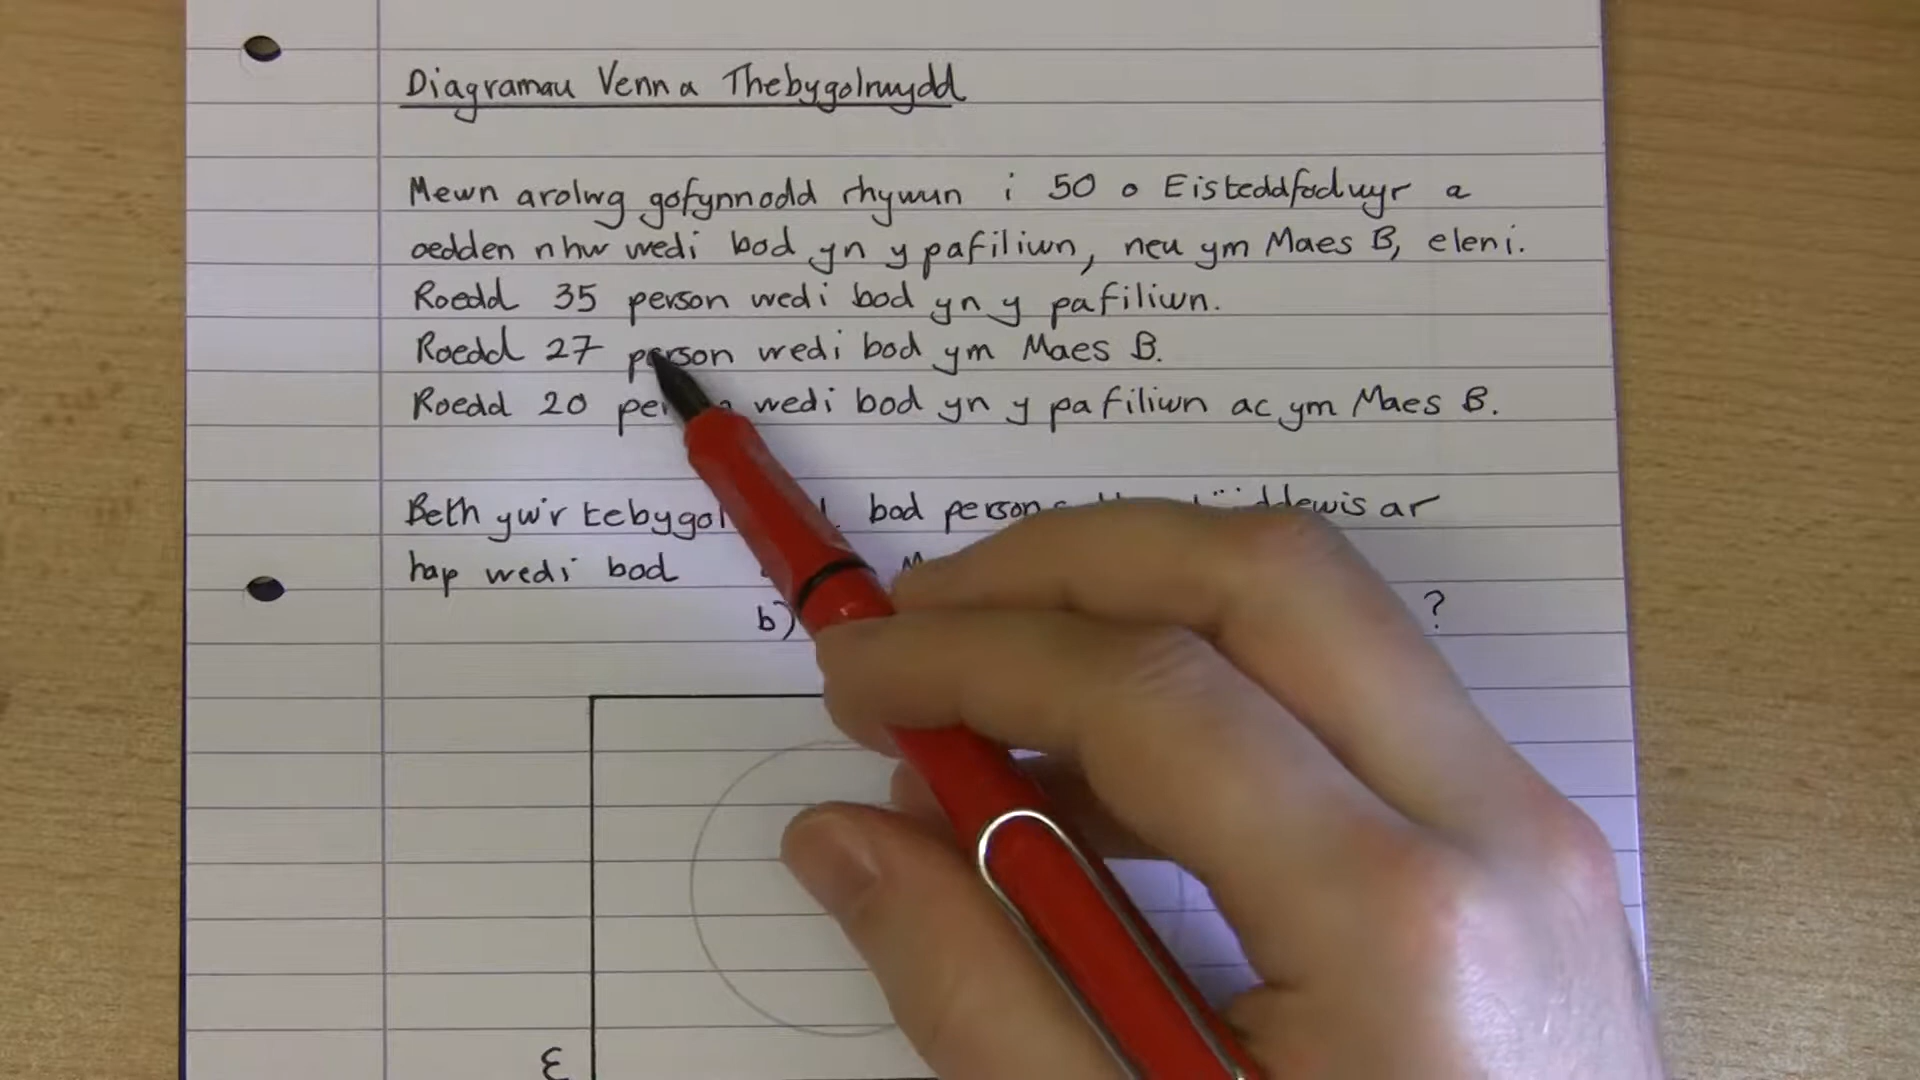 Diagramau Venn a Thebygolrwydd
Mewn arolwg gofynnodd rhywun i 50 o Eisteddfodwyr a
oedden nhw wedi bod yn y pafiliwn, neu ym Maes B, eleni.
Roedd 35 person wedi bod yn y pafiliwn.
Roedd 27 person wedi bod ym Maes B.
Roedd 20 wedi bod yn y pafiliwn ac ym Maes B.
Beth yw'r bod person ddewis ar
hap wedi bod
b) ?
ε